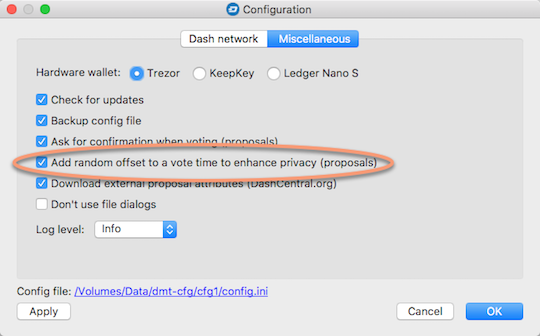 Configuration
Dash network Miscellaneous
Hardware wallet: Trezor KeepKey Ledger Nano S
Check for updates
Backup config file
Ask for confirmation when voting (proposals)
Add random offset to a vote time to enhance privacy (proposals)
Download external proposal attributes (DashCentral.org)
Don't use file dialogs
Log level: Info
Config file: /Volumes/Data/dmt-cfg/cfg1/config.ini
Apply Cancel OK